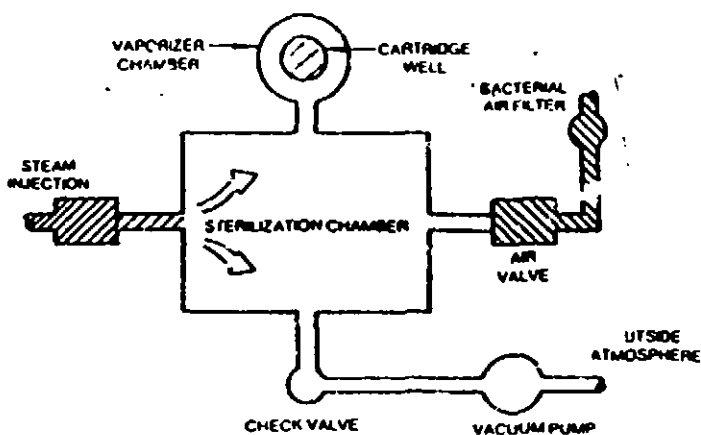 VAPORIZER
CHAMBER
CARTRIDGE
WELL
BACTERIAL
AIR FILTER
STEAM
INJECTION
STERILIZATION CHAMBER
AIR
VALVE
UTSIDE
ATMOSPHERE
CHECK VALVE
VACUUM PUMP